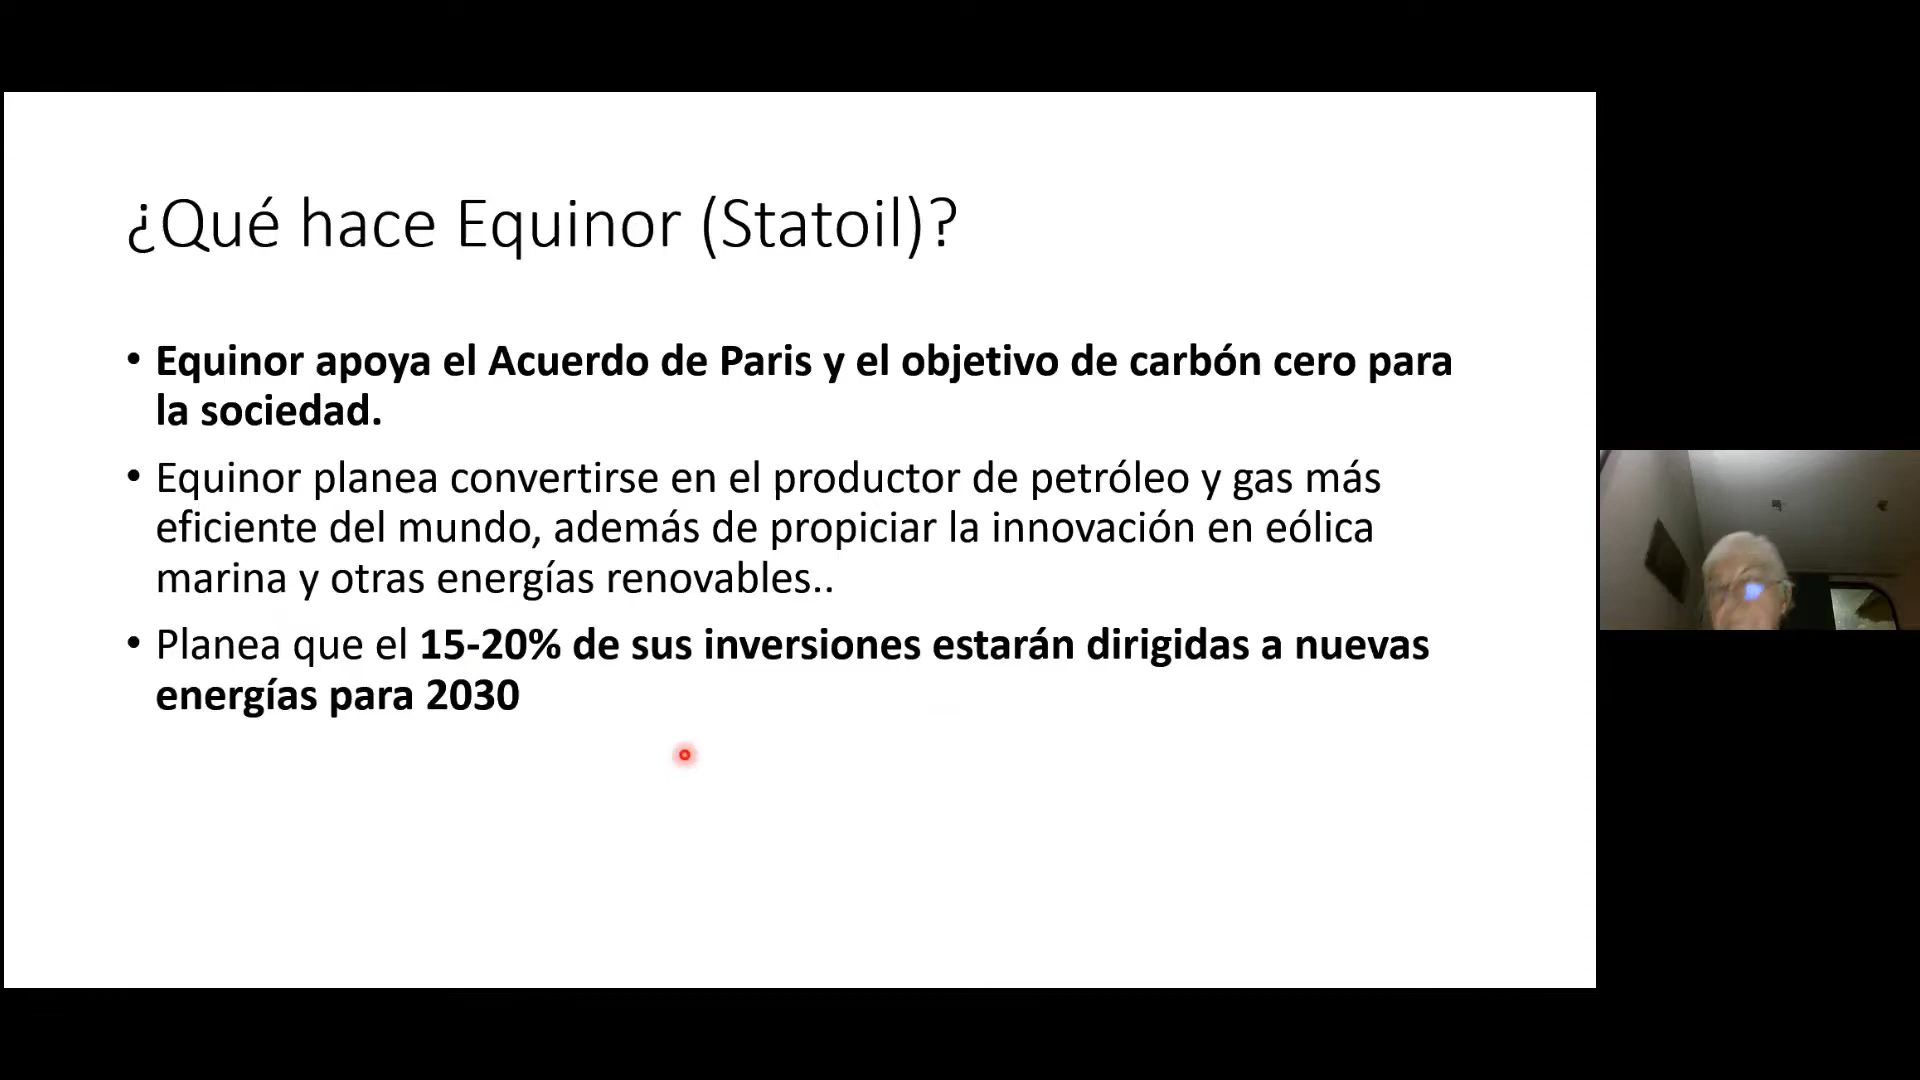 ¿Qué hace Equinor (Statoil)?
• Equinor apoya el Acuerdo de Paris y el objetivo de carbón cero para
la sociedad.
• Equinor planea convertirse en el productor de petróleo y gas más
eficiente del mundo, además de propiciar la innovación en eólica
marina y otras energías renovables..
• Planea que el 15-20% de sus inversiones estarán dirigidas a nuevas
energías para 2030